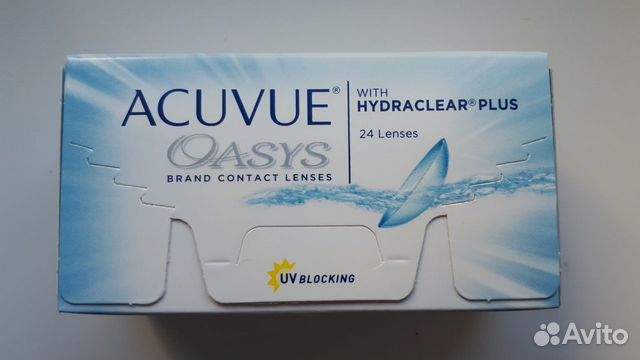 ACUVUE®
OASYS
BRAND CONTACT LENSES
WITH
HYDRACLEAR® PLUS
24 Lenses
UV BLOCKING
Avito